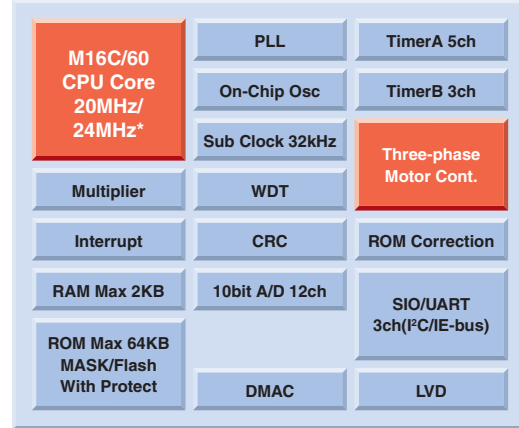 M16C/60
CPU Core
20MHz/
24MHz*
Multiplier
Interrupt
RAM Max 2KB
ROM Max 64KB
MASK/Flash
With Protect
PLL
On-Chip Osc
Sub Clock 32kHz
WDT
CRC
10bit A/D 12ch
DMAC
TimerA 5ch
TimerB 3ch
Three-phase
Motor Cont.
ROM Correction
SIO/UART
3ch(I²C/IE-bus)
LVD